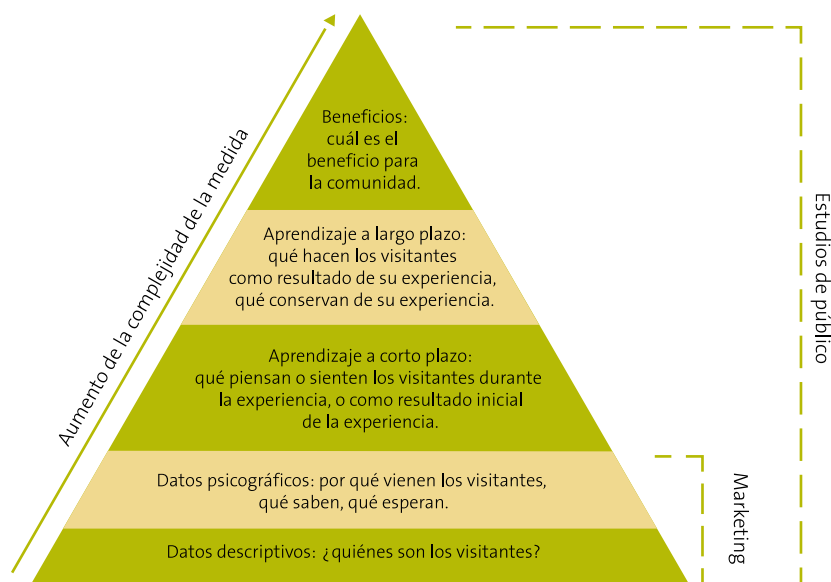 Beneficios:
cuál es el
beneficio para
la comunidad.
Aprendizaje a largo plazo:
qué hacen los visitantes
como resultado de su experiencia,
qué conservan de su experiencia.
Aprendizaje a corto plazo:
qué piensan o sienten los visitantes durante
la experiencia, o como resultado inicial
de la experiencia.
Datos psicográficos: por qué vienen los visitantes,
qué saben, qué esperan.
Datos descriptivos: ¿quiénes son los visitantes?
Aumento de la complejidad de la medida
Marketing
Estudios de público